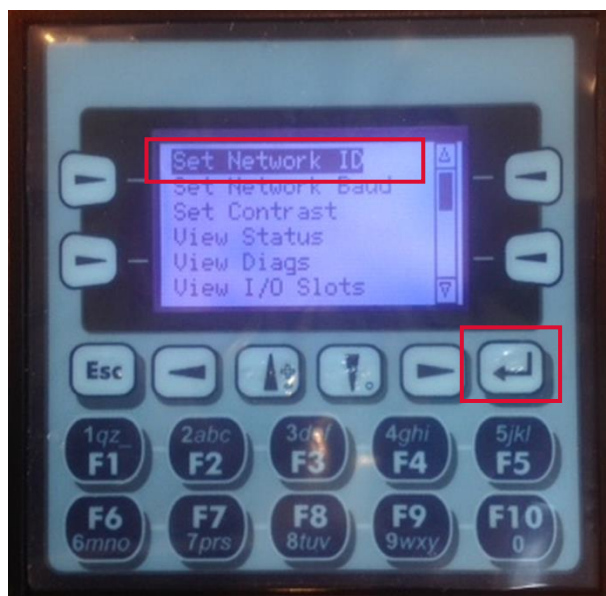 Set Network ID
Set Network Baud
Set Contrast
View Status
View Diags
View I/O Slots
Esc
1qz_ 2abc 3def 4ghi 5jkl
F1 F2 F3 F4 F5
F6 F7 F8 F9 F10
6mno 7prs 8tuv 9wxy 0